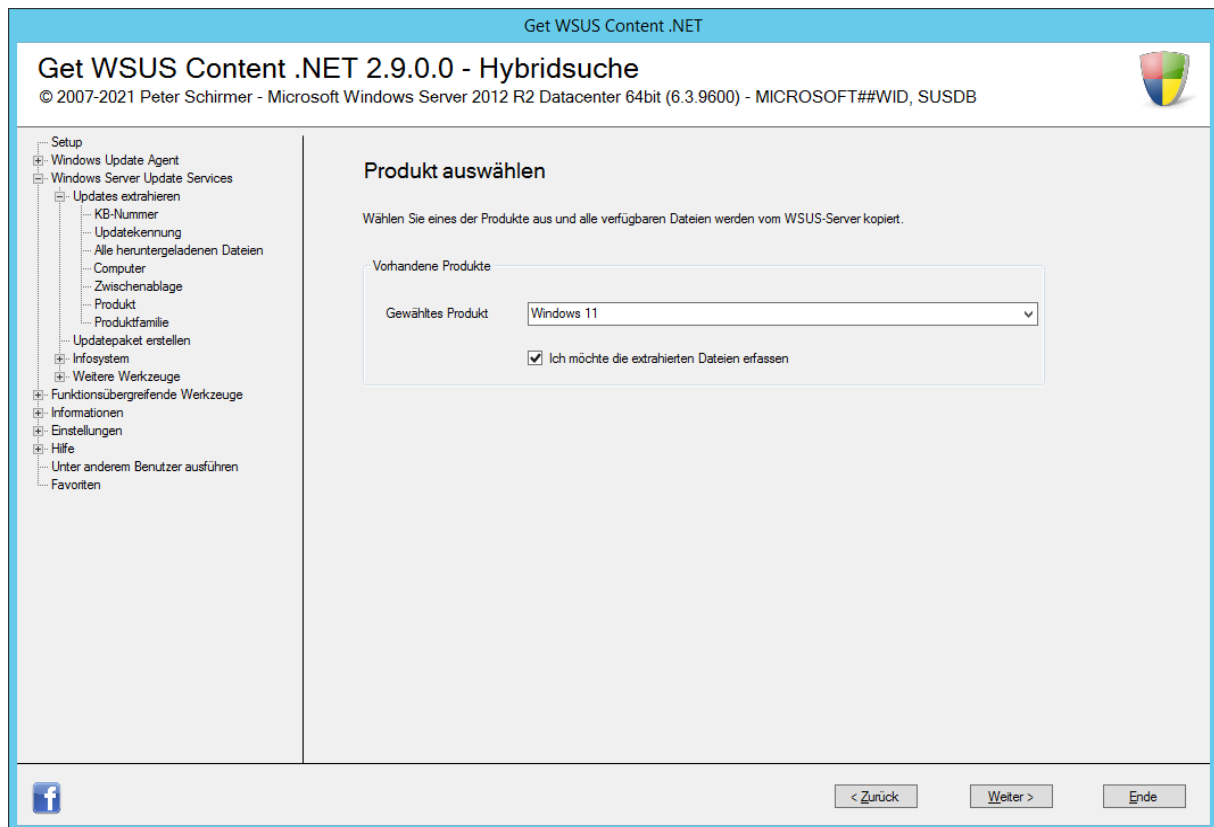 Get WSUS Content .NET
Get WSUS Content .NET 2.9.0.0 - Hybridsuche
© 2007-2021 Peter Schirmer - Microsoft Windows Server 2012 R2 Datacenter 64bit (6.3.9600) - MICROSOFT##WID, SUSDB
Setup
Windows Update Agent
Windows Server Update Services
Updates extrahieren
KB-Nummer
Updatekennung
Alle heruntergeladenen Dateien
Computer
Zwischenablage
Produkt
Produktfamilie
Updatepaket erstellen
Infosystem
Weitere Werkzeuge
Funktionsübergreifende Werkzeuge
Informationen
Einstellungen
Hilfe
Unter anderem Benutzer ausführen
Favoriten
Produkt auswählen
Wählen Sie eines der Produkte aus und alle verfügbaren Dateien werden vom WSUS-Server kopiert.
Vorhandene Produkte
Gewähltes Produkt Windows 11
Ich möchte die extrahierten Dateien erfassen
f
< Zurück Weiter > Ende